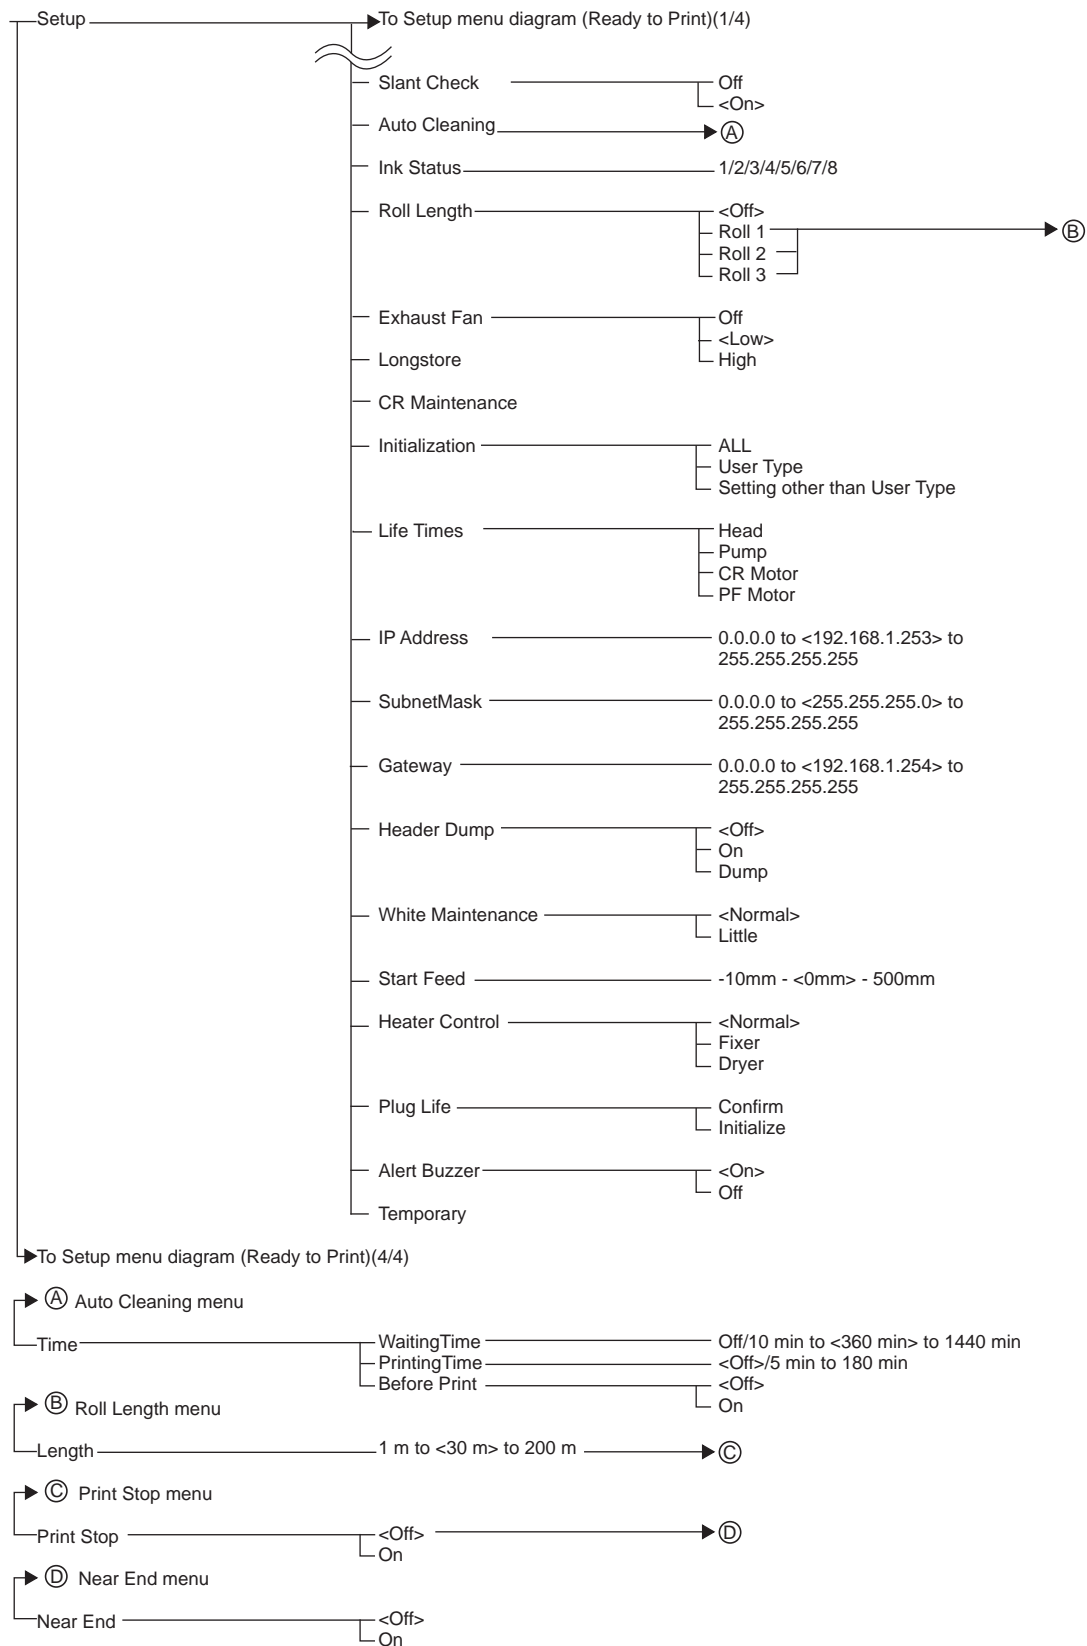 Setup To Setup menu diagram (Ready to Print)(1/4)
Slant Check Off
<On>
Auto Cleaning A
Ink Status 1/2/3/4/5/6/7/8
Roll Length <Off>
Roll 1 B
Roll 2
Roll 3
Exhaust Fan Off
<Low>
Longstore High
CR Maintenance
Initialization ALL
User Type
Setting other than User Type
Life Times Head
Pump
CR Motor
PF Motor
IP Address 0.0.0.0 to <192.168.1.253> to
255.255.255.255
SubnetMask 0.0.0.0 to <255.255.255.0> to
255.255.255.255
Gateway 0.0.0.0 to <192.168.1.254> to
255.255.255.255
Header Dump <Off>
On
Dump
White Maintenance <Normal>
Little
Start Feed -10mm - <0mm> - 500mm
Heater Control <Normal>
Fixer
Dryer
Plug Life Confirm
Initialize
Alert Buzzer <On>
Off
Temporary
To Setup menu diagram (Ready to Print)(4/4)
A Auto Cleaning menu
Time WaitingTime Off/10 min to <360 min> to 1440 min
PrintingTime <Off>/5 min to 180 min
Before Print <Off>
On
B Roll Length menu
Length 1 m to <30 m> to 200 m C
C Print Stop menu
Print Stop <Off> D
On
D Near End menu
Near End <Off>
On